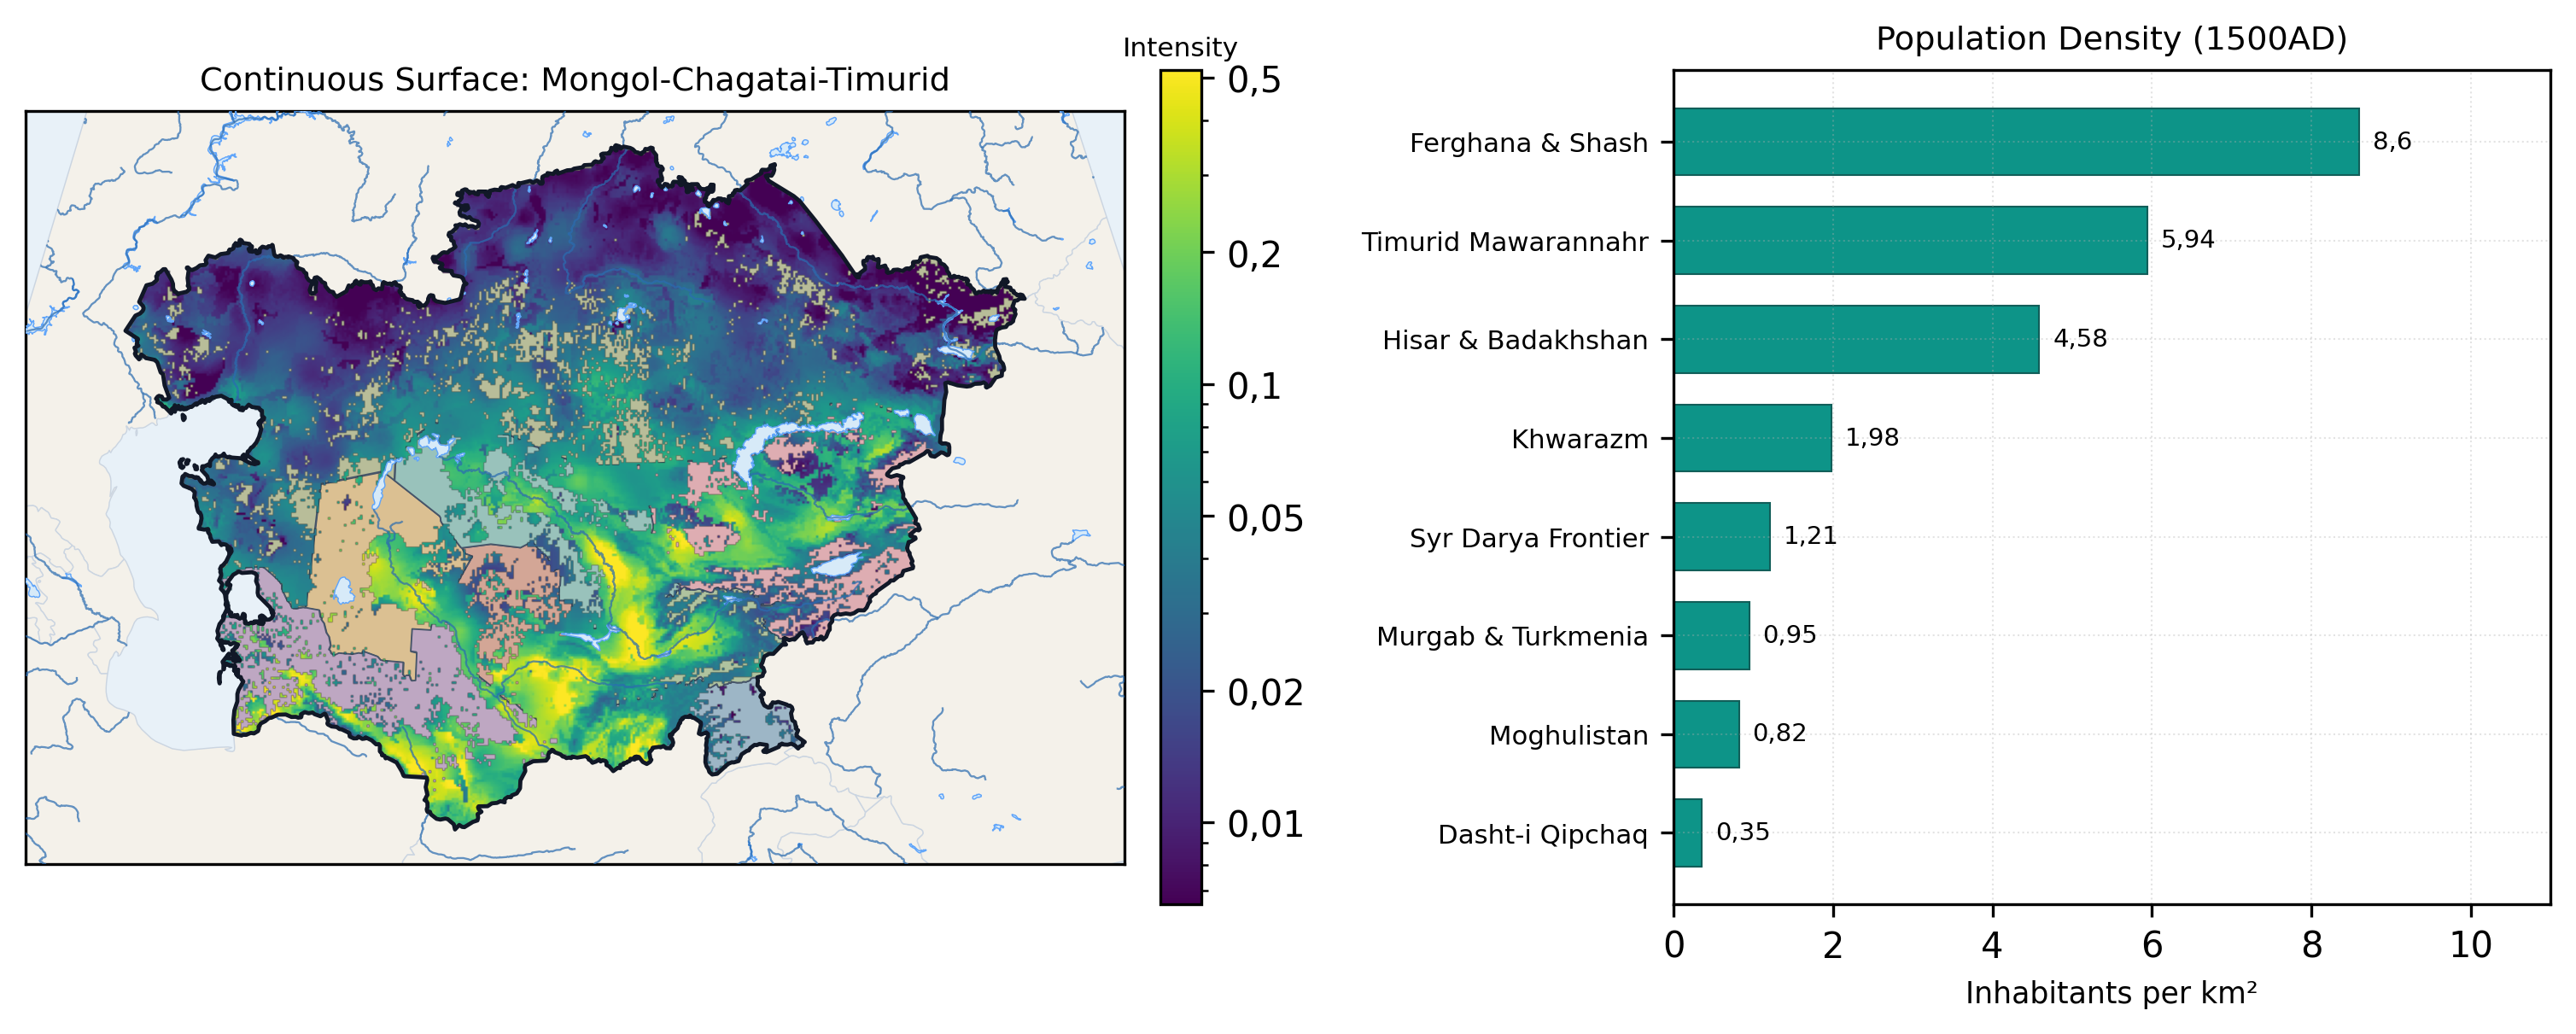 Continuous Surface: Mongol-Chagatai-Timurid
Intensity
0,5
0,2
0,1
0,05
0,02
0,01
Population Density (1500AD)
Ferghana & Shash
8,6
Timurid Mawarannahr
5,94
Hisar & Badakhshan
4,58
Khwarazm
1,98
Syr Darya Frontier
1,21
Murgab & Turkmenia
0,95
Moghulistan
0,82
Dasht-i Qipchaq
0,35
0 2 4 6 8 10
Inhabitants per km²